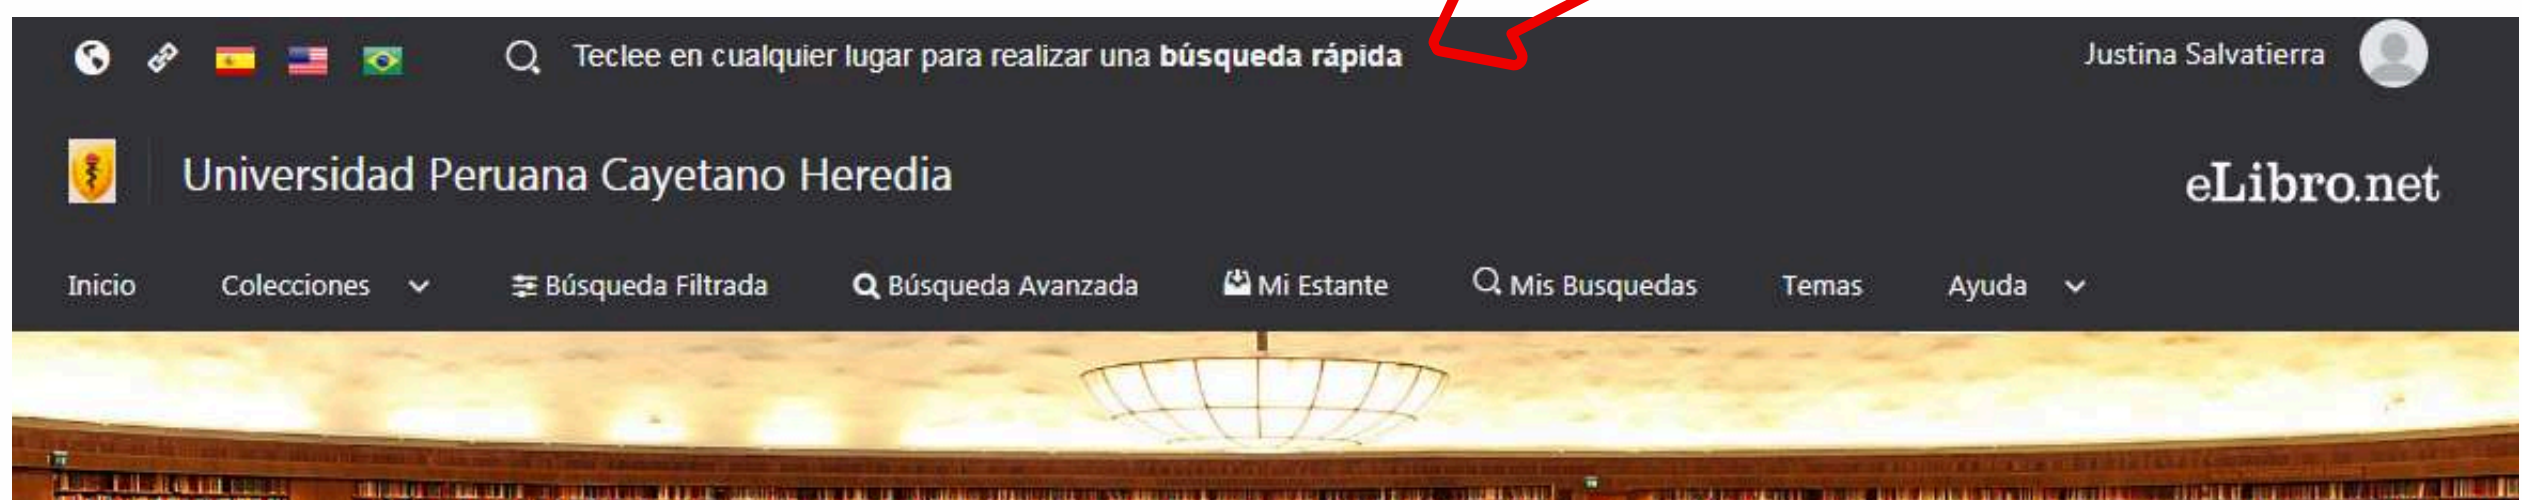 Teclee en cualquier lugar para realizar una búsqueda rápida
Justina Salvatierra
Universidad Peruana Cayetano Heredia
eLibro.net
Inicio Colecciones Búsqueda Filtrada Búsqueda Avanzada Mi Estante Mis Busquedas Temas Ayuda